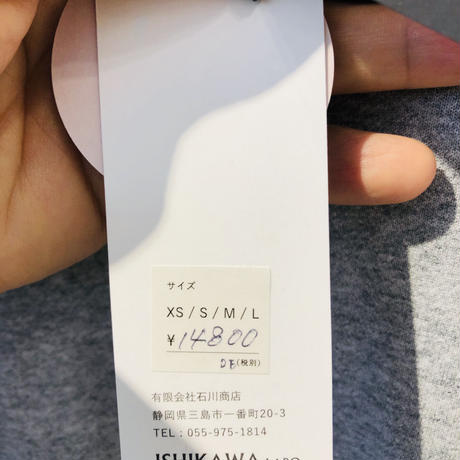 サイズ
XS / S / M / L
¥14800
(税別)
有限会社石川商店
静岡県三島市一番町20-3
TEL : 055-975-1814
ISHIKAWA LABO